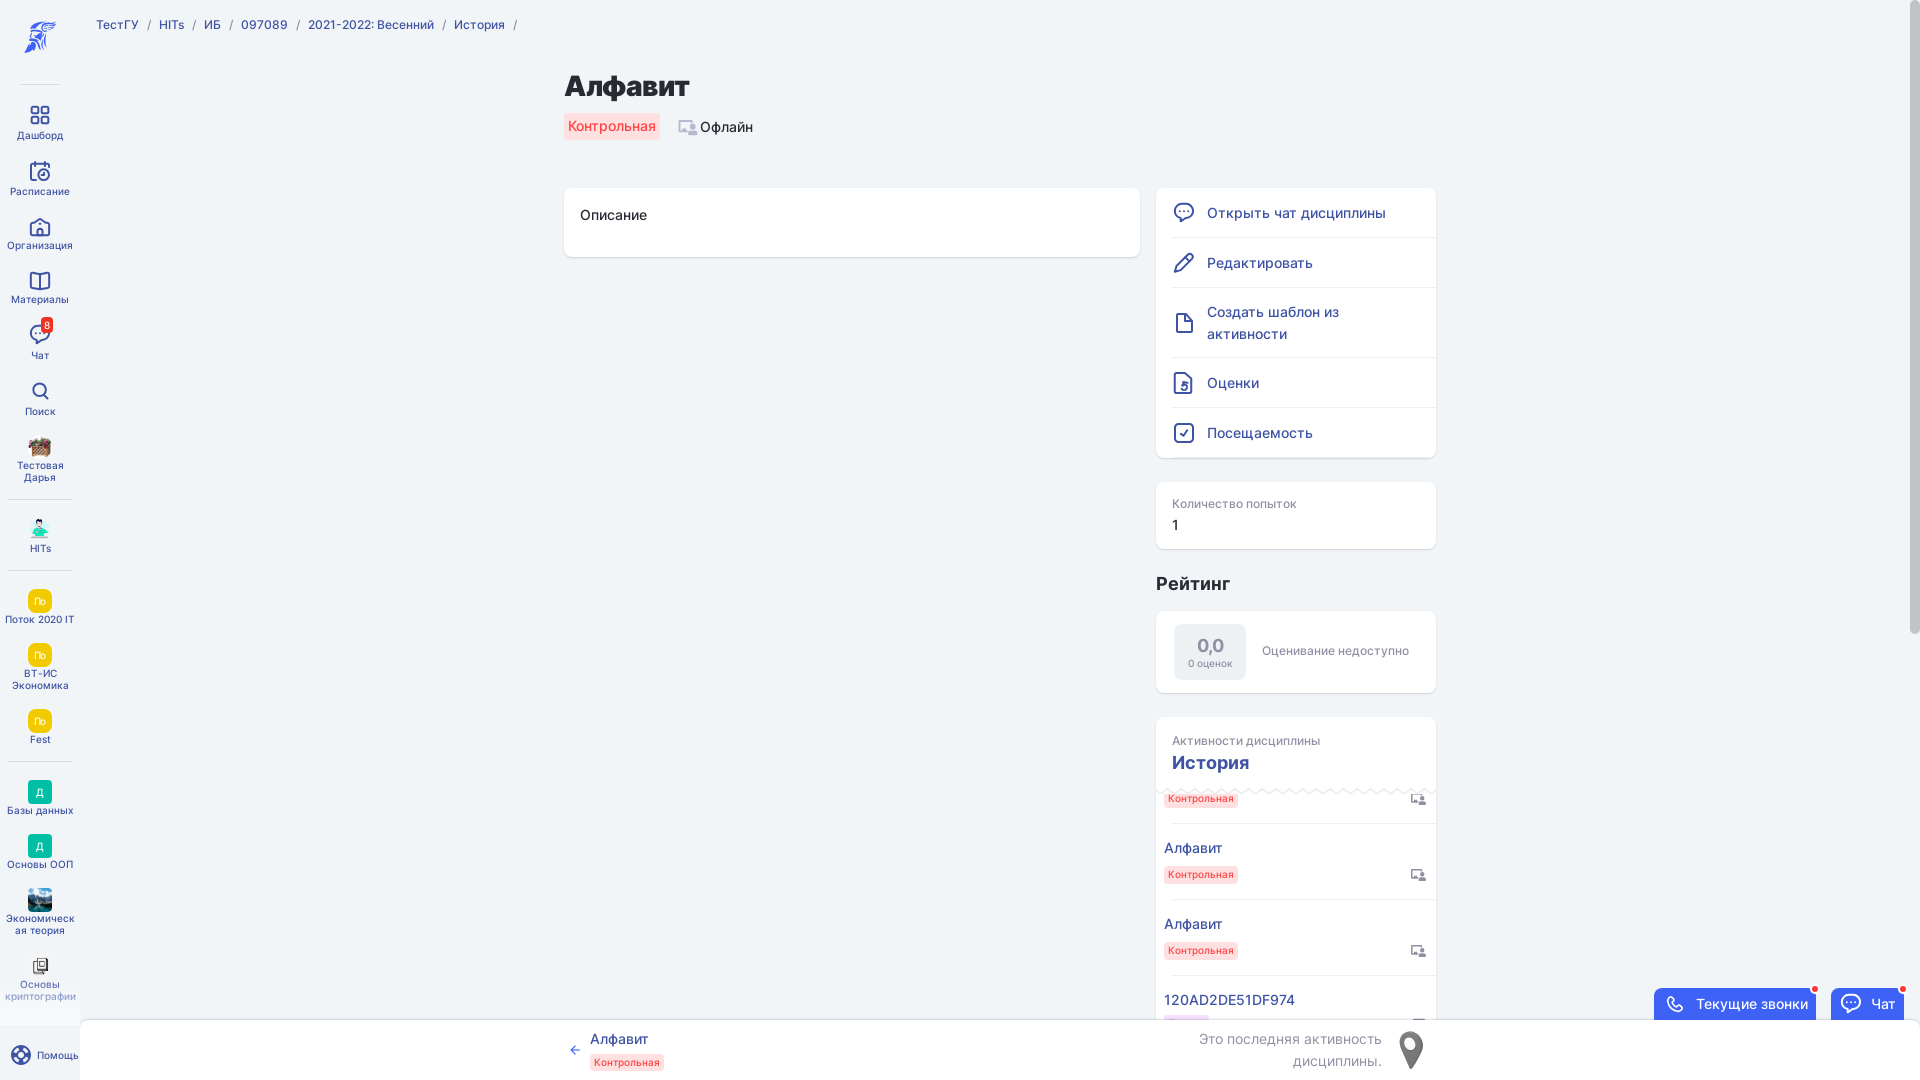 ТестГУ / HITs / ИБ / 097089 / 2021-2022: Весенний / История /
Дашборд
Расписание
Организация
Материалы
8
Чат
Поиск
Тестовая
Дарья
HITs
По
Поток 2020 IT
По
ВТ-ИС
Экономика
По
Fest
Д
Базы данных
Д
Основы ООП
Экономическ
ая теория
Основы
криптографии
Помощь
Алфавит
Контрольная
Офлайн
Описание
Открыть чат дисциплины
Редактировать
Создать шаблон из
активности
5
Оценки
Посещаемость
Количество попыток
1
Рейтинг
0,0
0 оценок
Оценивание недоступно
Активности дисциплины
История
Контрольная
Алфавит
Контрольная
Алфавит
Контрольная
120AD2DE51DF974
Текущие звонки
Чат
Алфавит
Контрольная
Это последняя активность
дисциплины.